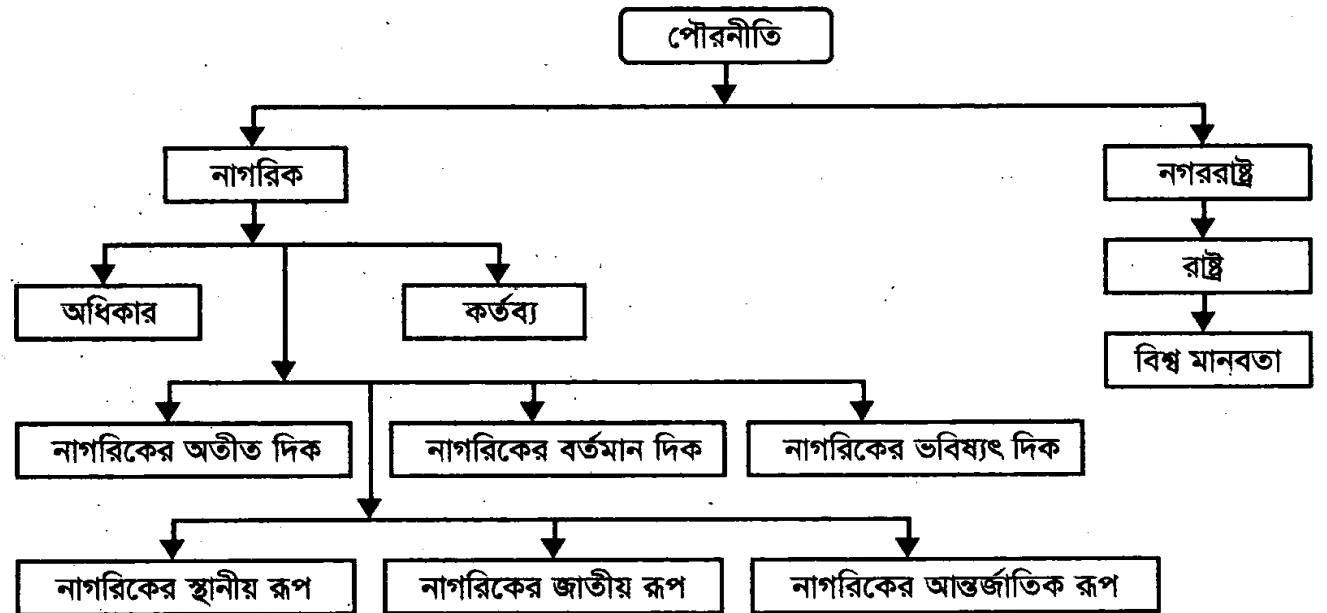 পৌরনীতি
নাগরিক
নগররাষ্ট্র
রাষ্ট্র
অধিকার
কর্তব্য
বিশ্ব মানবতা
নাগরিকের অতীত দিক
নাগরিকের বর্তমান দিক
নাগরিকের ভবিষ্যৎ দিক
নাগরিকের স্থানীয় রূপ
নাগরিকের জাতীয় রূপ
নাগরিকের আন্তর্জাতিক রূপ